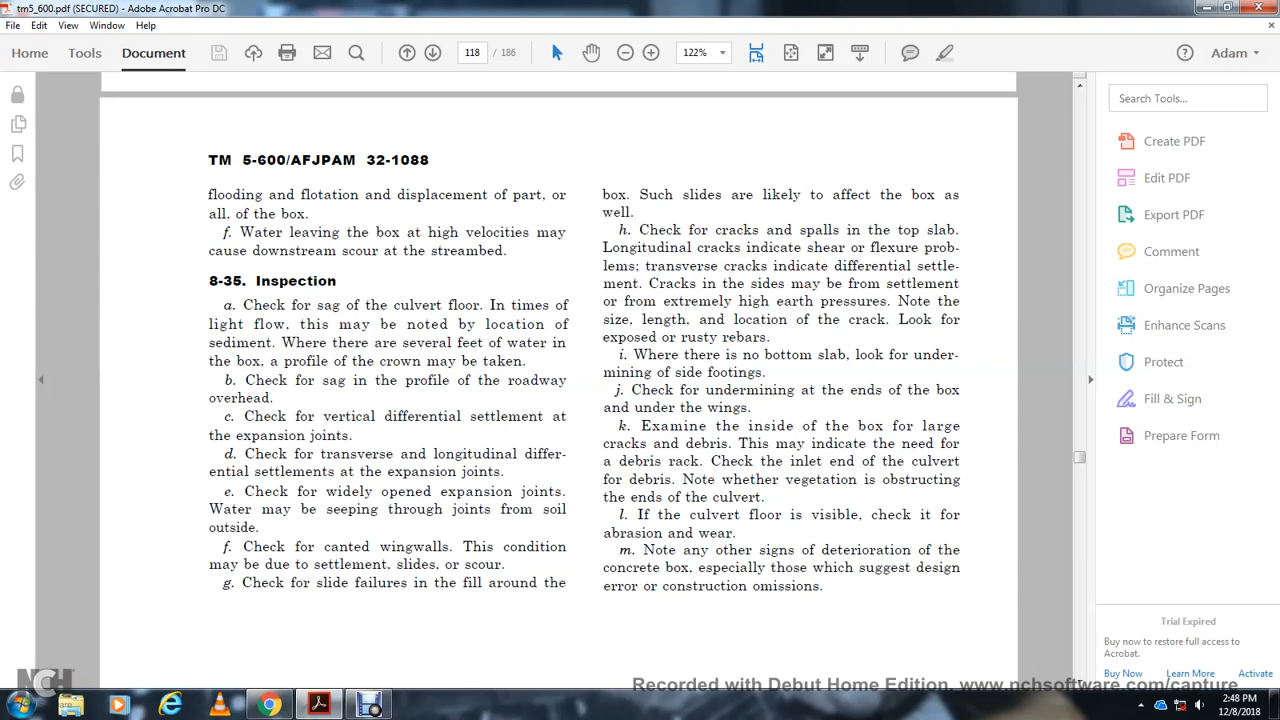 tm5_600.pdf (SECURED) - Adobe Acrobat Pro DC
File Edit View Window Help
Home Tools Document 118 / 186 122% Adam
TM 5-600/AFJPAM 32-1088
flooding and flotation and displacement of part, or
all, of the box.
f. Water leaving the box at high velocities may
cause downstream scour at the streambed.
8-35. Inspection
a. Check for sag of the culvert floor. In times of
light flow, this may be noted by location of
sediment. Where there are several feet of water in
the box, a profile of the crown may be taken.
b. Check for sag in the profile of the roadway
overhead.
c. Check for vertical differential settlement at
the expansion joints.
d. Check for transverse and longitudinal differ-
ential settlements at the expansion joints.
e. Check for widely opened expansion joints.
Water may be seeping through joints from soil
outside.
f. Check for canted wingwalls. This condition
may be due to settlement, slides, or scour.
g. Check for slide failures in the fill around the
box. Such slides are likely to affect the box as
well.
h. Check for cracks and spalls in the top slab.
Longitudinal cracks indicate shear or flexure prob-
lems; transverse cracks indicate differential settle-
ment. Cracks in the sides may be from settlement
or from extremely high earth pressures. Note the
size, length, and location of the crack. Look for
exposed or rusty rebars.
i. Where there is no bottom slab, look for under-
mining of side footings.
j. Check for undermining at the ends of the box
and under the wings.
k. Examine the inside of the box for large
cracks and debris. This may indicate the need for
a debris rack. Check the inlet end of the culvert
for debris. Note whether vegetation is obstructing
the ends of the culvert.
l. If the culvert floor is visible, check it for
abrasion and wear.
m. Note any other signs of deterioration of the
concrete box, especially those which suggest design
error or construction omissions.
Search Tools...
Create PDF
Edit PDF
Export PDF
Comment
Organize Pages
Enhance Scans
Protect
Fill & Sign
Prepare Form
Trial Expired
Buy now to restore full access to
Acrobat.
Buy Now Learn More Activate
NCH
Recorded with Debut Home Edition. www.nchsoftware.com/capture
2:48 PM
12/8/2018